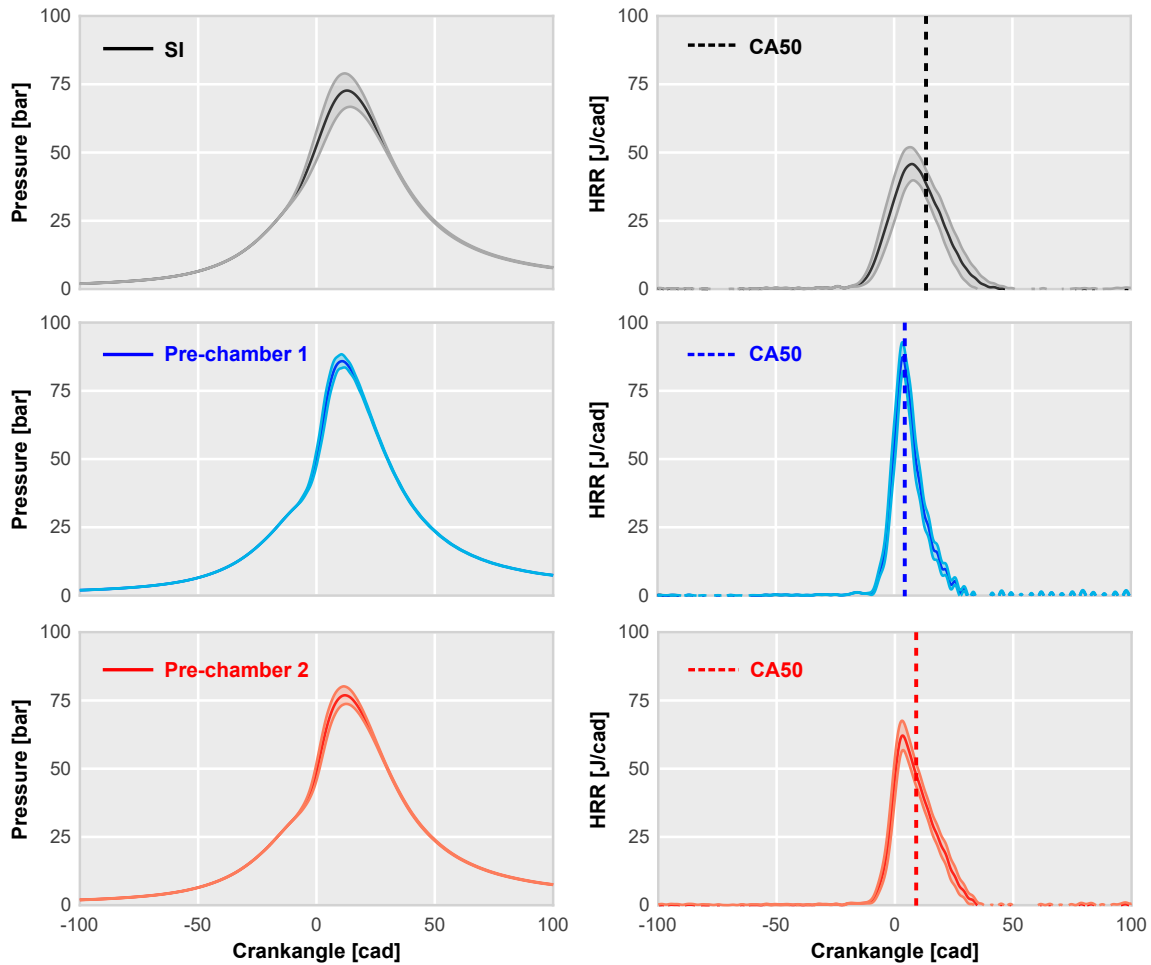 100
75
50
25
0
Pressure [bar]
SI
100
75
50
25
0
HRR [J/cad]
CA50
100
75
50
25
0
Pressure [bar]
Pre-chamber 1
100
75
50
25
0
HRR [J/cad]
CA50
100
75
50
25
0
Pressure [bar]
Pre-chamber 2
-100 -50 0 50 100
Crankangle [cad]
100
75
50
25
0
HRR [J/cad]
CA50
-100 -50 0 50 100
Crankangle [cad]